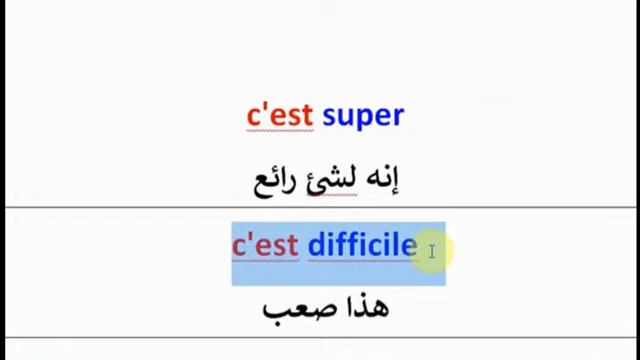 c'est super
إنه لشئ رائع
c'est difficile
هذا صعب